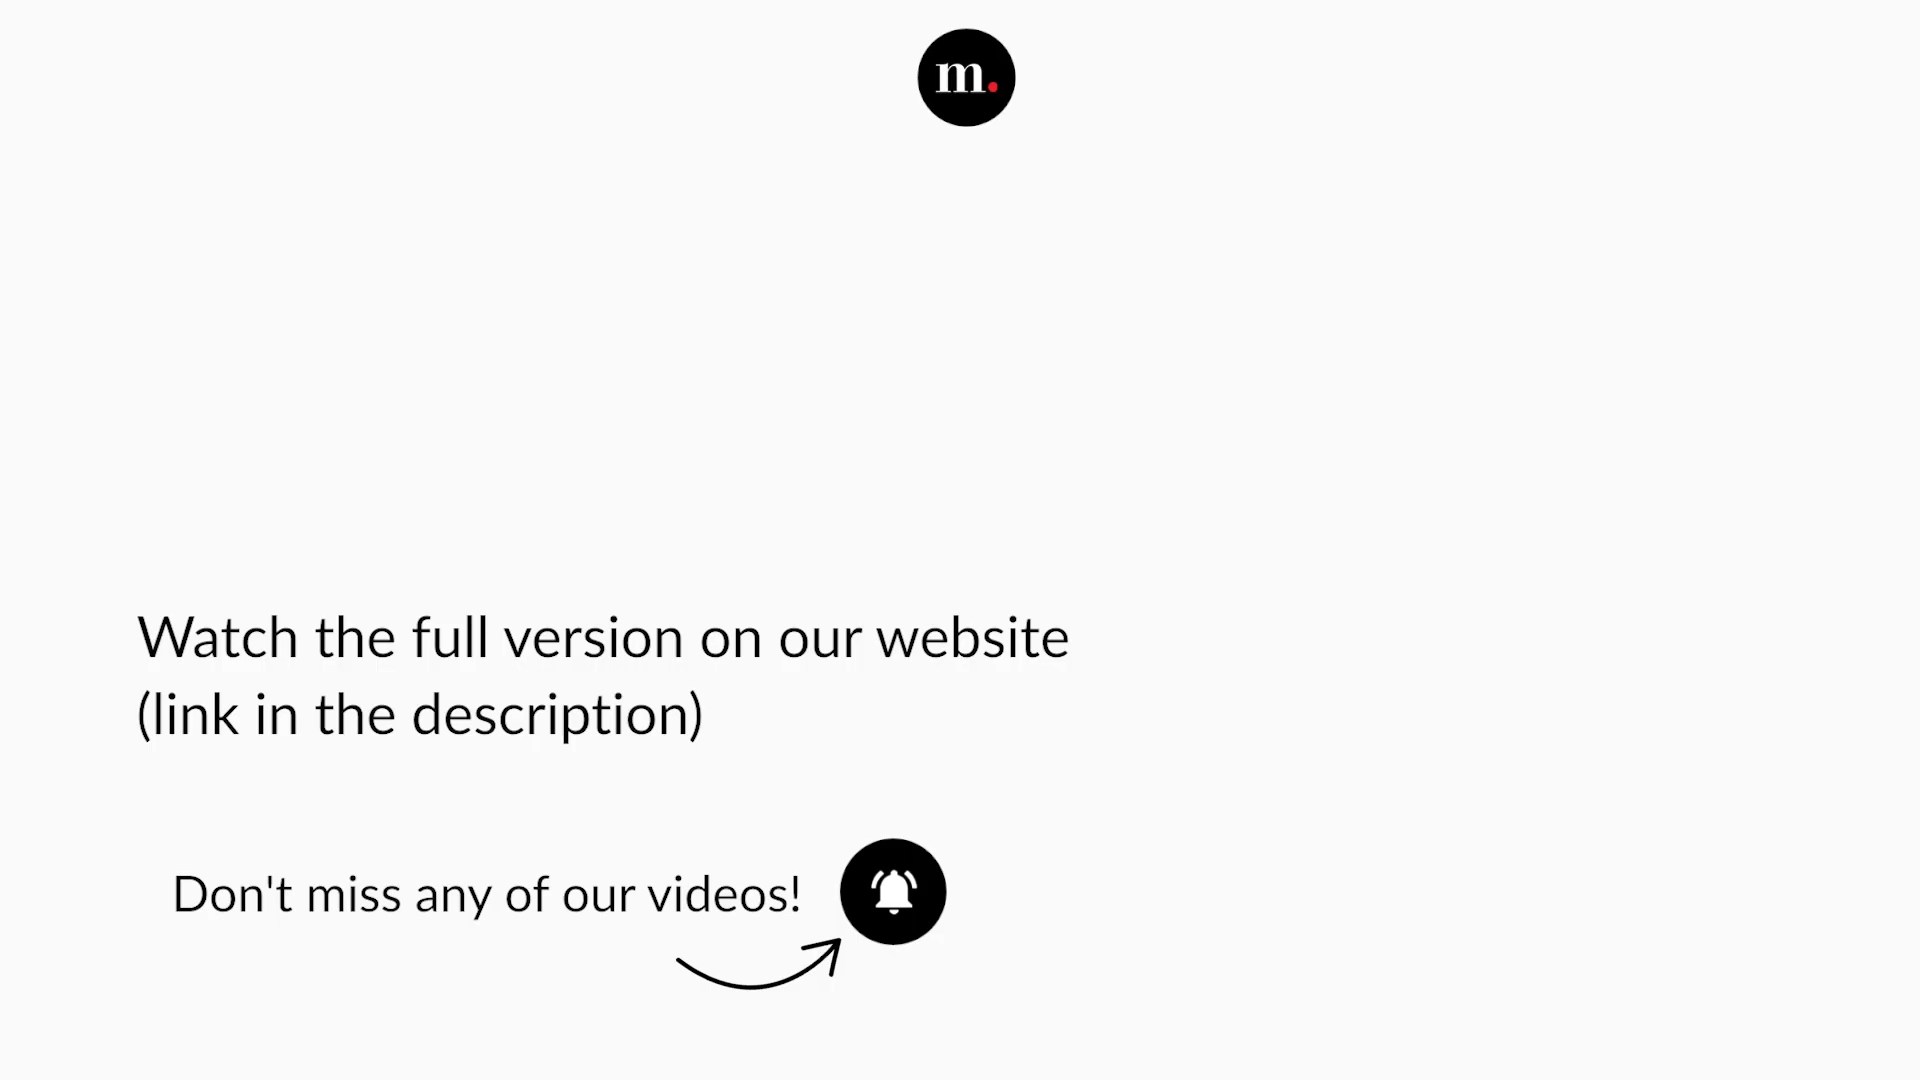 m.
Watch the full version on our website
(link in the description)
Don't miss any of our videos!